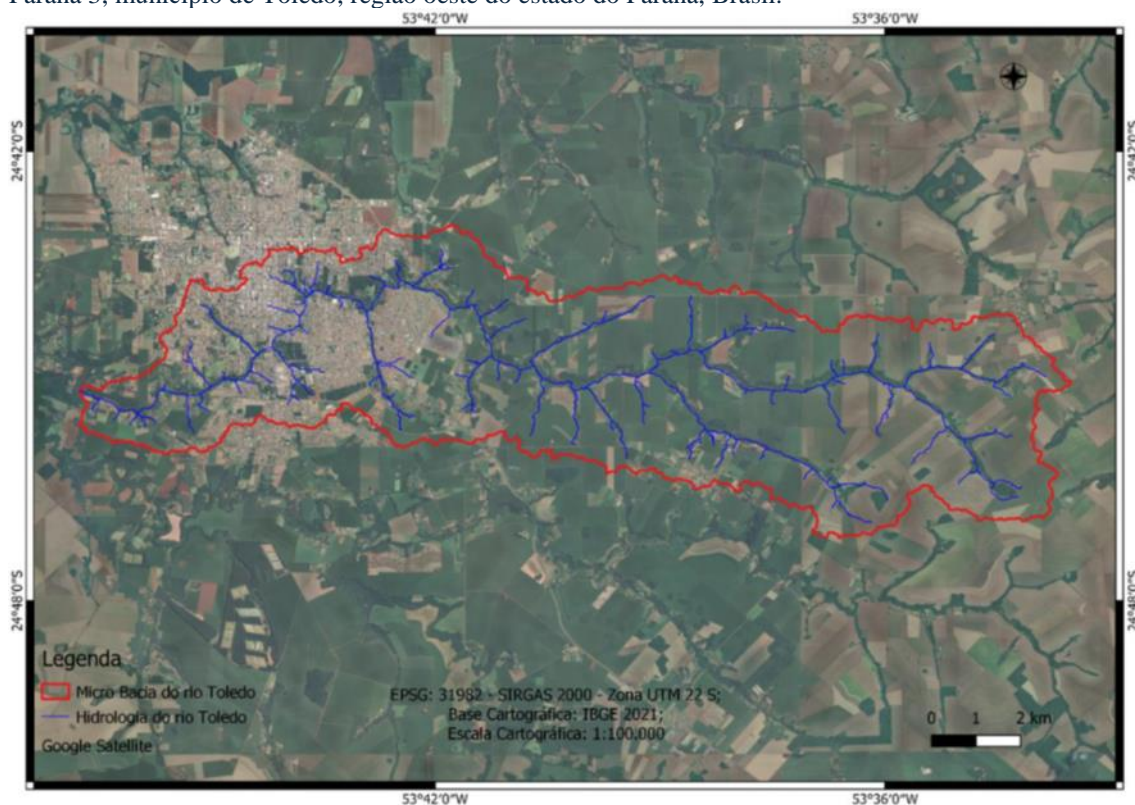 Paraná 3, município de Toledo, região oeste do estado do Paraná, Brasil.
53°42'0"W 53°36'0"W
24°42'0"S 24°42'0"S
24°48'0"S 24°48'0"S
Legenda
Micro Bacia do rio Toledo
Hidrologia do rio Toledo
Google Satellite
EPSG: 31982 - SIRGAS 2000 - Zona UTM 22 S;
Base Cartográfica: IBGE 2021;
Escala Cartográfica: 1:100.000
0 1 2 km
53°42'0"W 53°36'0"W